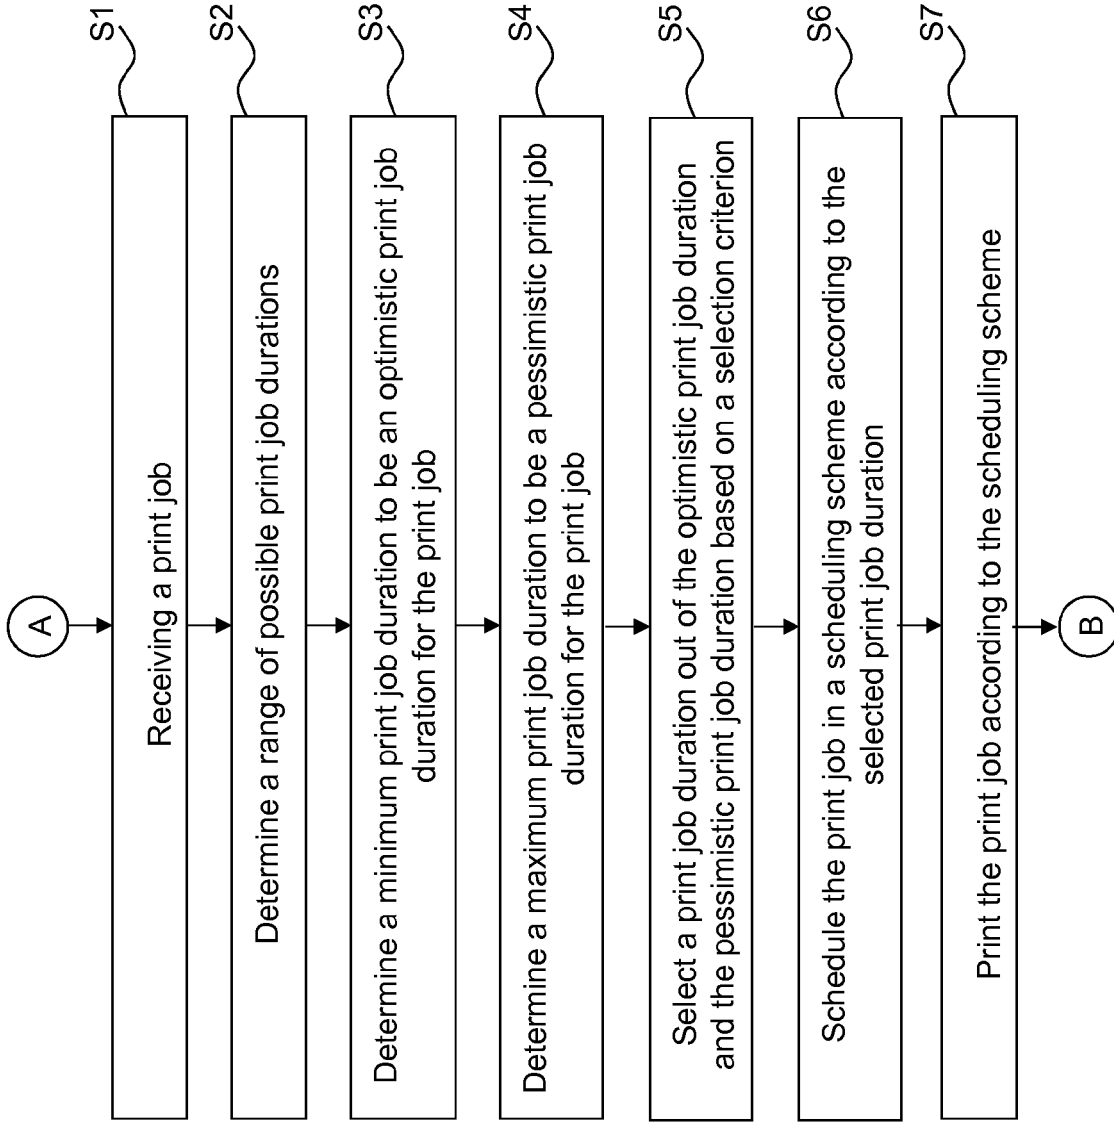 A
Receiving a print job
S1
Determine a range of possible print job durations
S2
Determine a minimum print job duration to be an optimistic print job
duration for the print job
S3
Determine a maximum print job duration to be a pessimistic print job
duration for the print job
S4
Select a print job duration out of the optimistic print job duration
and the pessimistic print job duration based on a selection criterion
S5
Schedule the print job in a scheduling scheme according to the
selected print job duration
S6
Print the print job according to the scheduling scheme
S7
B